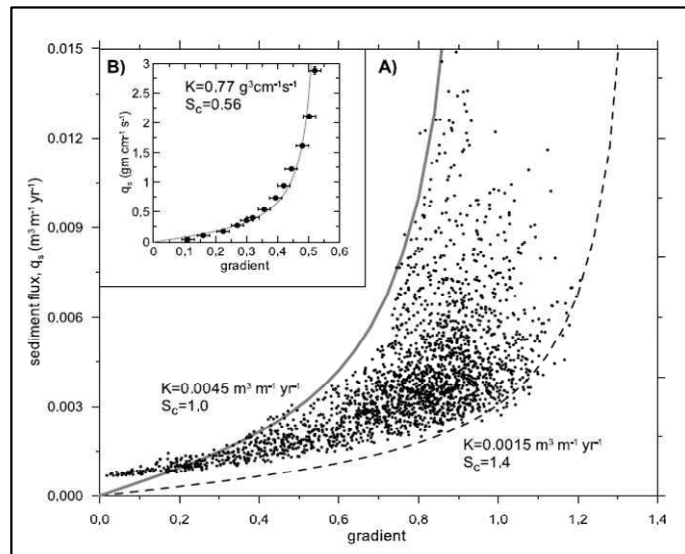 B)
A)
K=0.77 g³cm⁻¹s⁻¹
S_c=0.56
q_s (gm cm⁻¹ s⁻¹)
3
2,5
2
1,5
1
0,5
0
0 0,1 0,2 0,3 0,4 0,5 0,6
gradient
sediment flux, q_s (m³ m⁻¹ yr⁻¹)
0.015
0.012
0.009
0.006
0.003
0.000
K=0.0045 m³ m⁻¹ yr⁻¹
S_c=1.0
K=0.0015 m³ m⁻¹ yr⁻¹
S_c=1.4
0,0 0,2 0,4 0,6 0,8 1,0 1,2 1,4
gradient